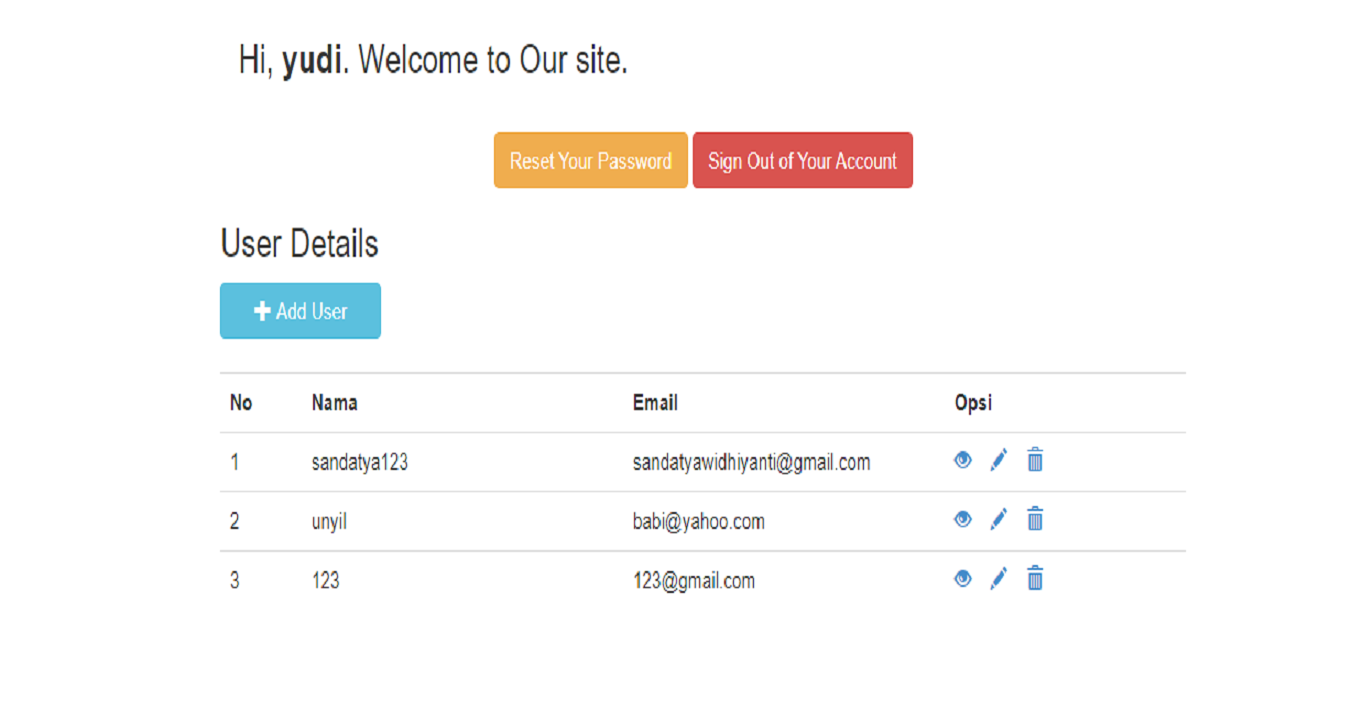 Hi, yudi. Welcome to Our site.
Reset Your Password Sign Out of Your Account
User Details
Add User
No Nama Email Opsi
1 sandatya123 sandatyawidhiyanti@gmail.com
2 unyil babi@yahoo.com
3 123 123@gmail.com